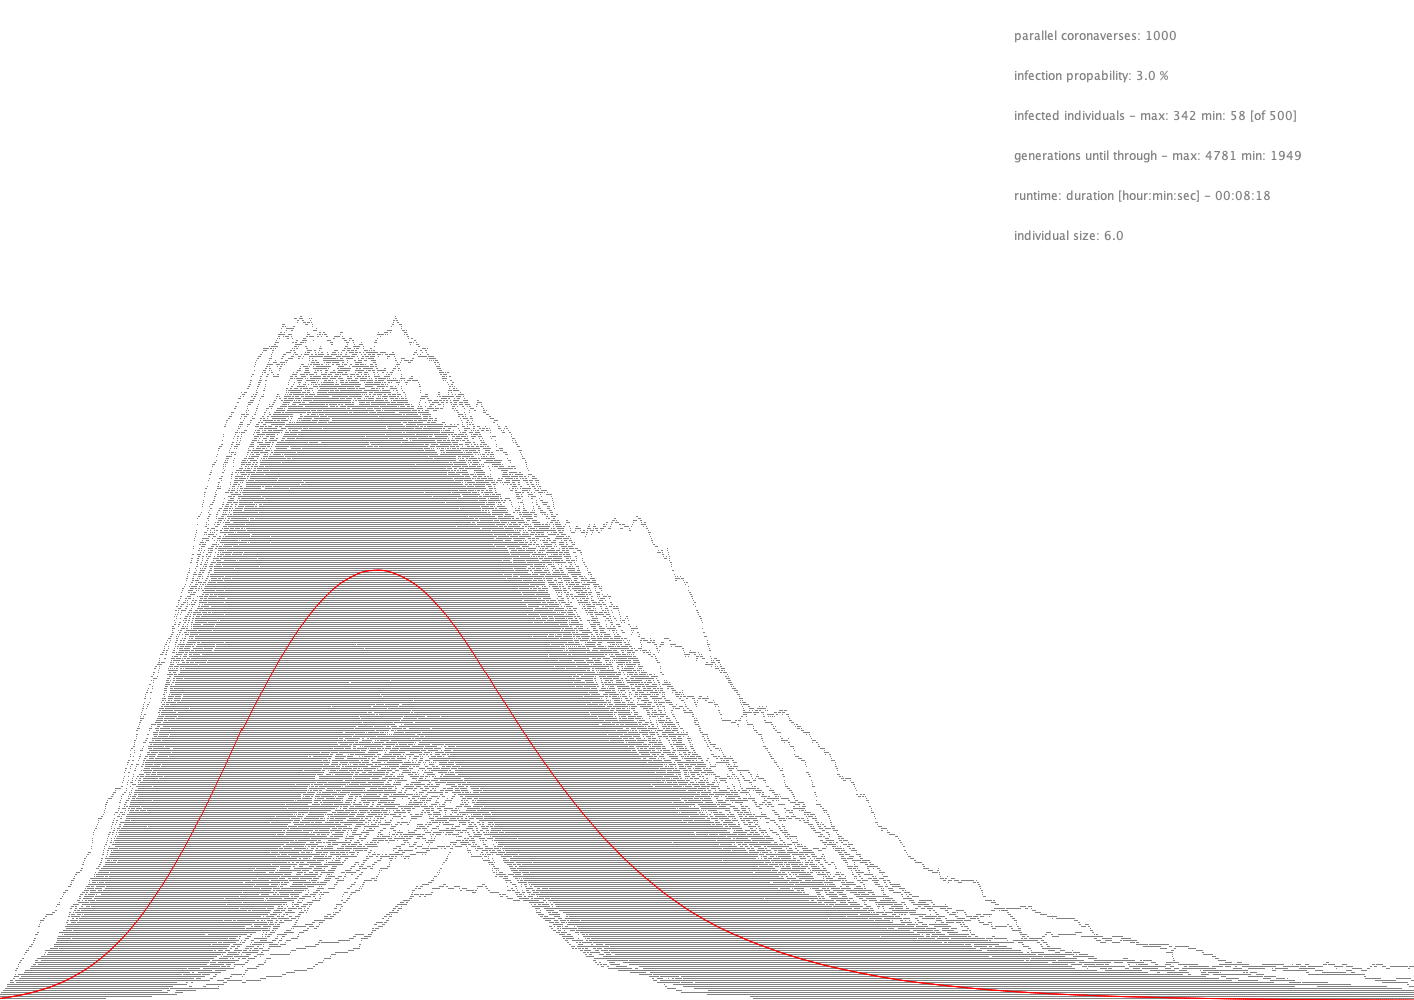 parallel coronaverses: 1000
infection propability: 3.0 %
infected individuals - max: 342 min: 58 [of 500]
generations until through - max: 4781 min: 1949
runtime: duration [hour:min:sec] - 00:08:18
individual size: 6.0